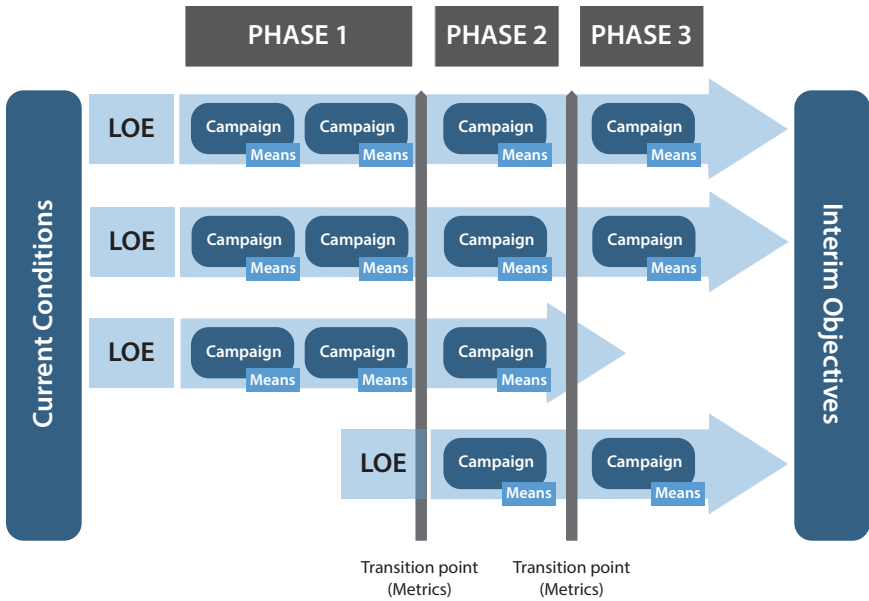 PHASE 1
PHASE 2
PHASE 3
Current Conditions
LOE
Campaign
Means
Campaign
Means
Campaign
Means
Campaign
Means
LOE
Campaign
Means
Campaign
Means
Campaign
Means
Campaign
Means
LOE
Campaign
Means
Campaign
Means
Campaign
Means
LOE
Campaign
Means
Campaign
Means
Interim Objectives
Transition point
(Metrics)
Transition point
(Metrics)